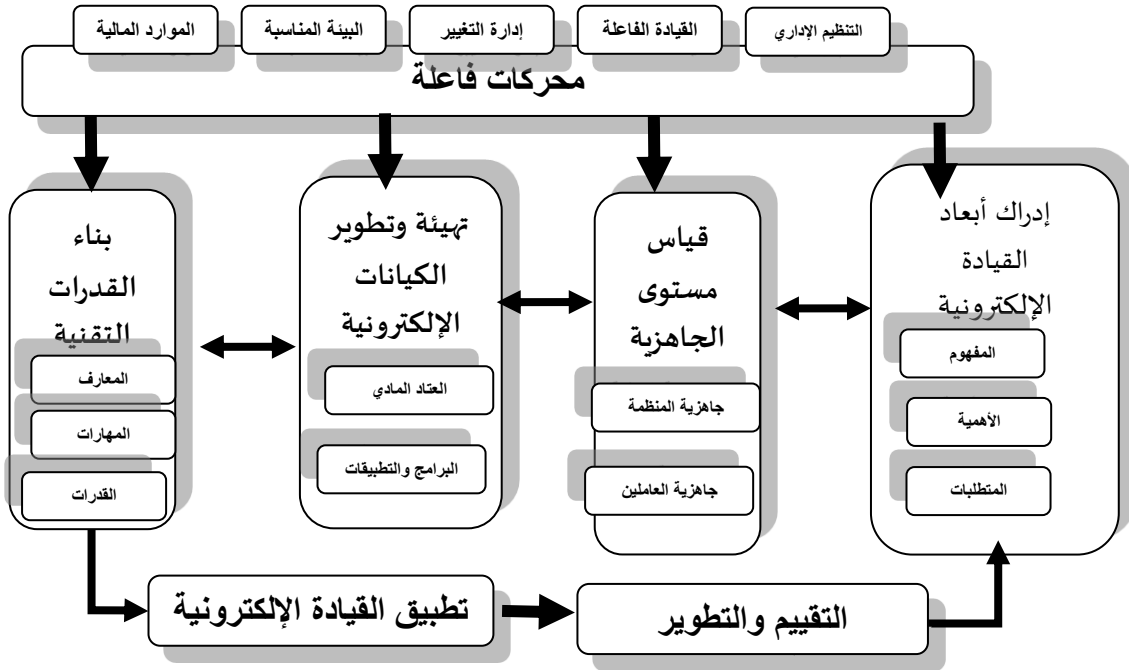 التنظيم الإداري
القيادة الفاعلة
إدارة التغيير
البيئة المناسبة
الموارد المالية
محركات فاعلة
إدراك أبعاد
القيادة
الإلكترونية
المفهوم
الأهمية
المتطلبات
قياس
مستوى
الجاهزية
جاهزية المنظمة
جاهزية العاملين
تهيئة وتطوير
الكيانات
الإلكترونية
العتاد المادي
البرامج والتطبيقات
بناء
القدرات
التقنية
المعارف
المهارات
القدرات
تطبيق القيادة الإلكترونية
التقييم والتطوير